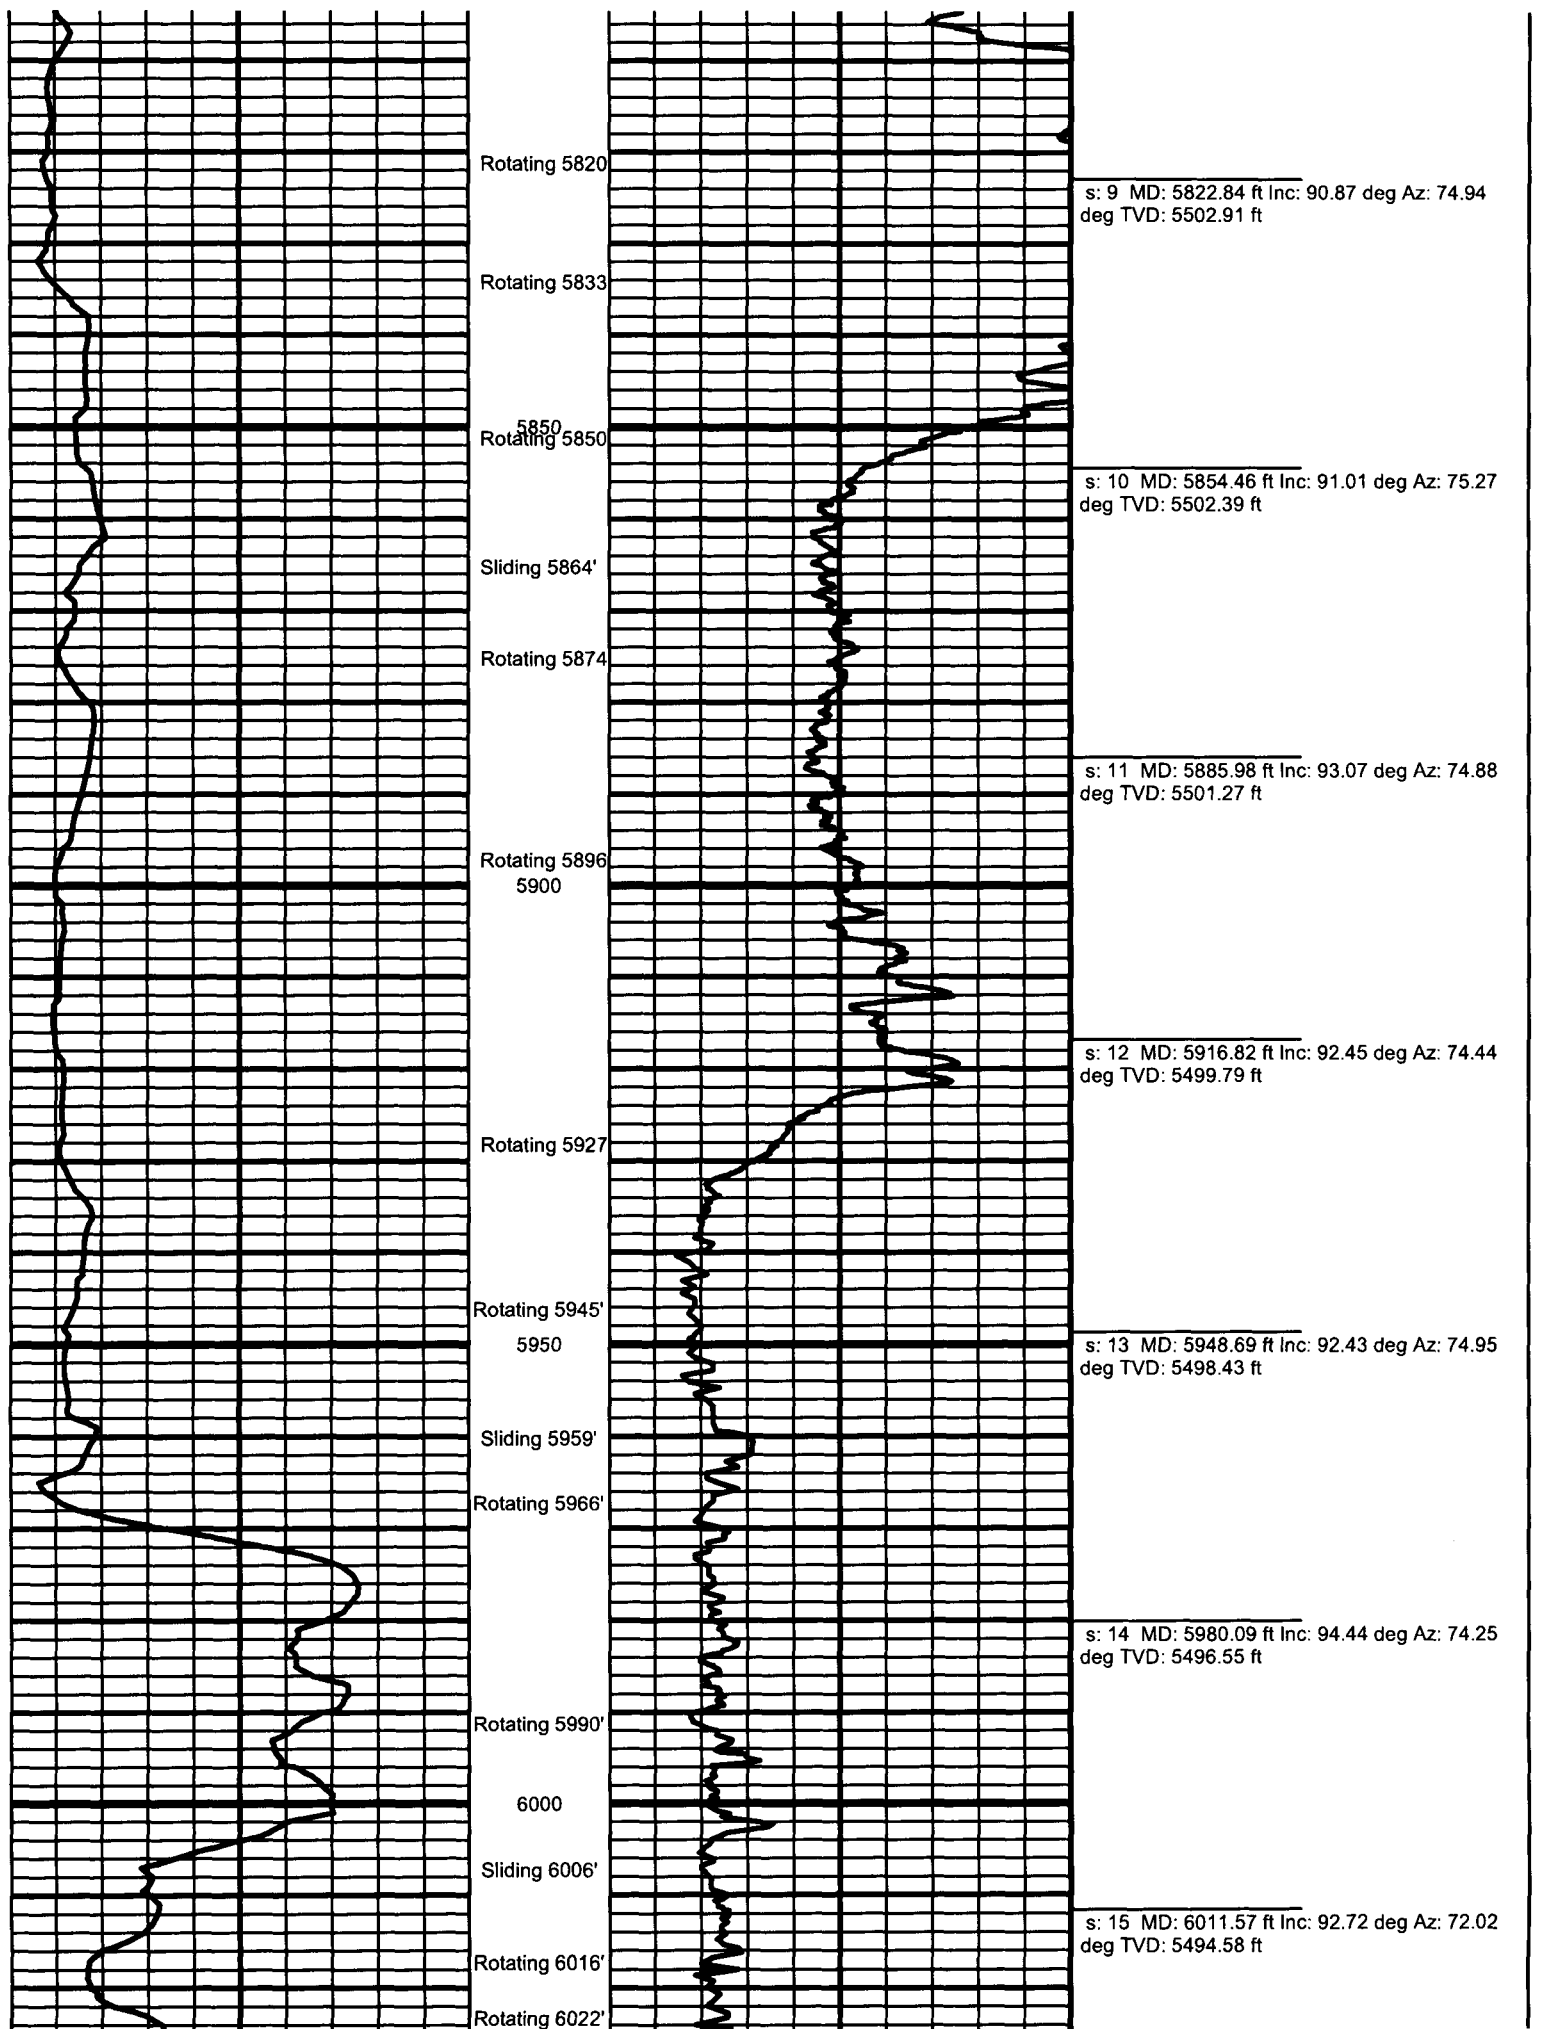 Rotating 5820
s: 9 MD: 5822.84 ft Inc: 90.87 deg Az: 74.94
deg TVD: 5502.91 ft
Rotating 5833
5850
Rotating 5850
s: 10 MD: 5854.46 ft Inc: 91.01 deg Az: 75.27
deg TVD: 5502.39 ft
Sliding 5864'
Rotating 5874
s: 11 MD: 5885.98 ft Inc: 93.07 deg Az: 74.88
deg TVD: 5501.27 ft
Rotating 5896
5900
s: 12 MD: 5916.82 ft Inc: 92.45 deg Az: 74.44
deg TVD: 5499.79 ft
Rotating 5927
Rotating 5945'
5950
s: 13 MD: 5948.69 ft Inc: 92.43 deg Az: 74.95
deg TVD: 5498.43 ft
Sliding 5959'
Rotating 5966'
s: 14 MD: 5980.09 ft Inc: 94.44 deg Az: 74.25
deg TVD: 5496.55 ft
Rotating 5990'
6000
Sliding 6006'
s: 15 MD: 6011.57 ft Inc: 92.72 deg Az: 72.02
deg TVD: 5494.58 ft
Rotating 6016'
Rotating 6022'